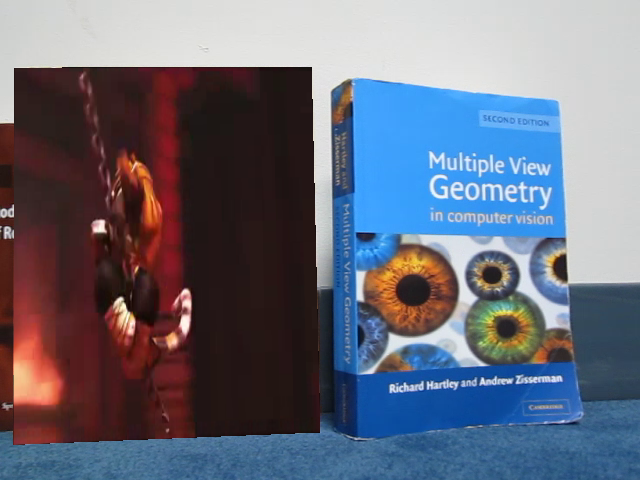 SECOND EDITION
Multiple View
Geometry
in computer vision
Richard Hartley and Andrew Zisserman
CAMBRIDGE
Hartley and
Zisserman
Multiple View Geometry
od
f Ro